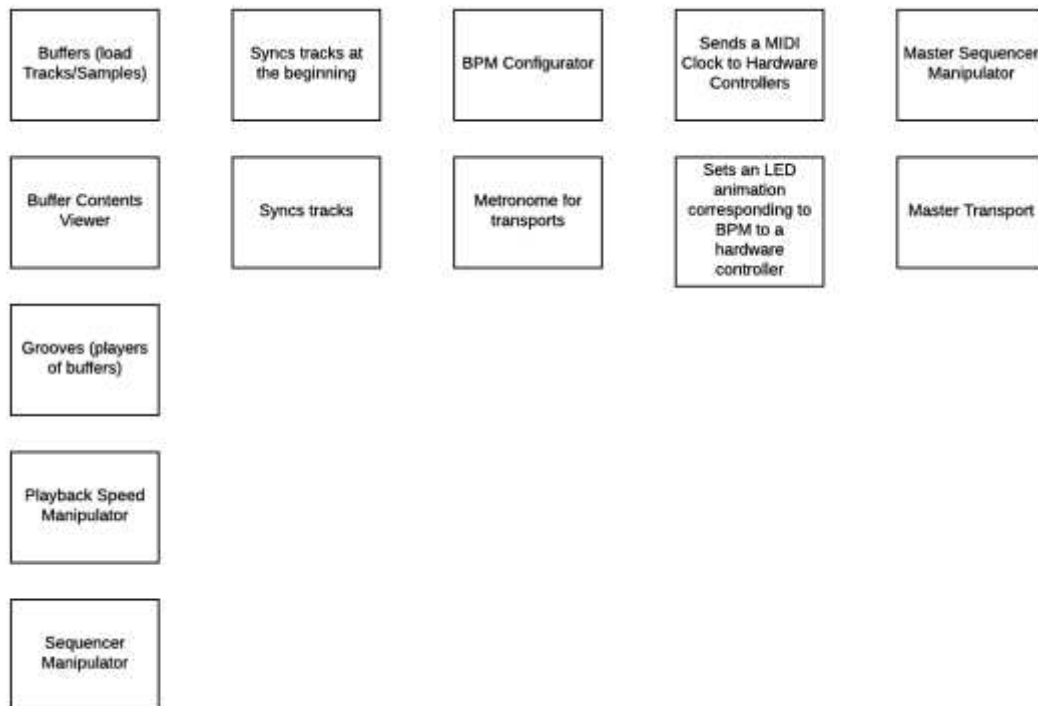 Buffers (load
Tracks/Samples)
Syncs tracks at
the beginning
BPM Configurator
Sends a MIDI
Clock to Hardware
Controllers
Master Sequencer
Manipulator
Buffer Contents
Viewer
Syncs tracks
Metronome for
transports
Sets an LED
animation
corresponding to
BPM to a
hardware
controller
Master Transport
Grooves (players
of buffers)
Playback Speed
Manipulator
Sequencer
Manipulator